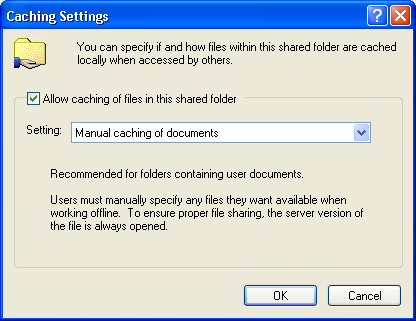 Caching Settings
You can specify if and how files within this shared folder are cached
locally when accessed by others.
Allow caching of files in this shared folder
Setting: Manual caching of documents
Recommended for folders containing user documents.
Users must manually specify any files they want available when
working offline. To ensure proper file sharing, the server version of
the file is always opened.
OK Cancel